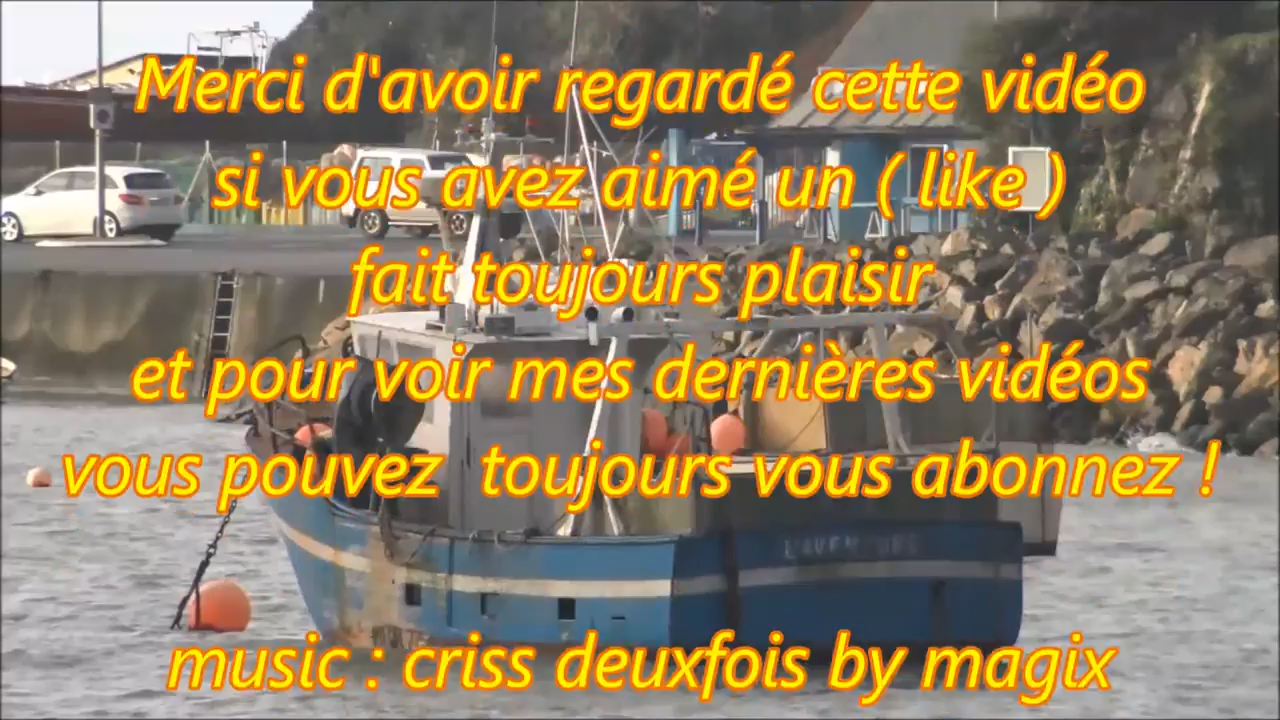 Merci d'avoir regardé cette vidéo
si vous avez aimé un ( like )
fait toujours plaisir
et pour voir mes dernières vidéos
vous pouvez toujours vous abonnez !
music : criss deuxfois by magix